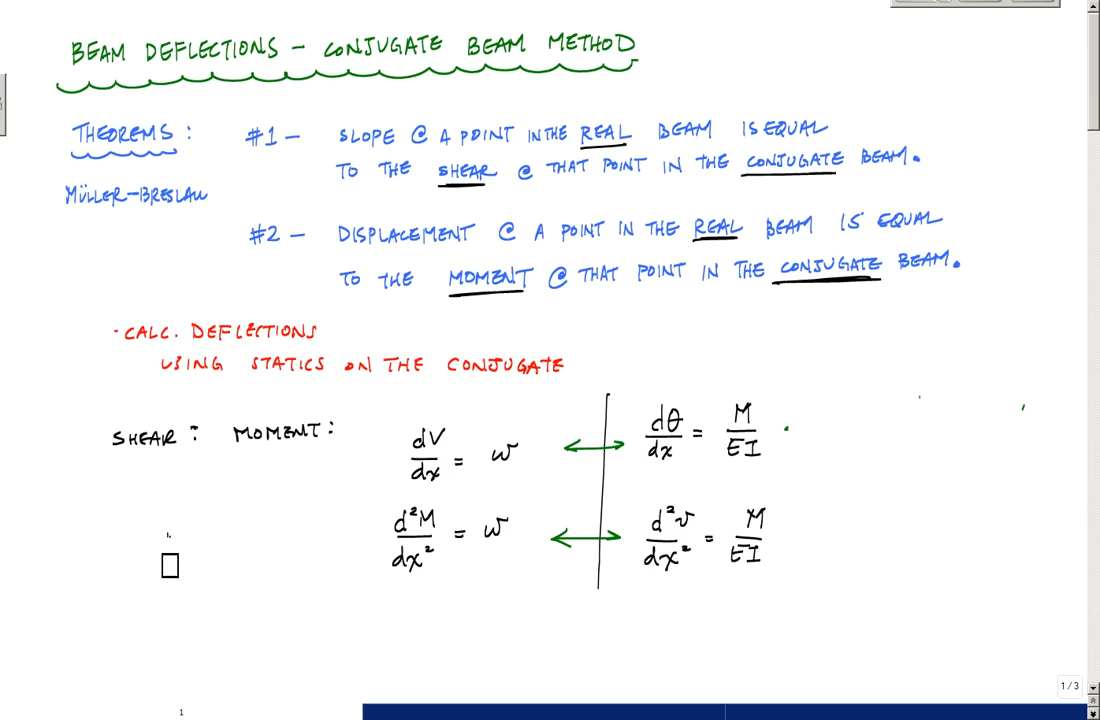 BEAM DEFLECTIONS - CONJUGATE BEAM METHOD
THEOREMS: #1 - SLOPE @ A POINT IN THE REAL BEAM IS EQUAL
TO THE SHEAR @ THAT POINT IN THE CONJUGATE BEAM.
MÜLLER-BRESLAU
#2 - DISPLACEMENT @ A POINT IN THE REAL BEAM IS EQUAL
TO THE MOMENT @ THAT POINT IN THE CONJUGATE BEAM.
· CALC. DEFLECTIONS
USING STATICS ON THE CONJUGATE
SHEAR: MOMENT: dV/dx = w ↔ dθ/dx = M/EI
d²M/dx² = w ↔ d²v/dx² = M/EI
1/3
1